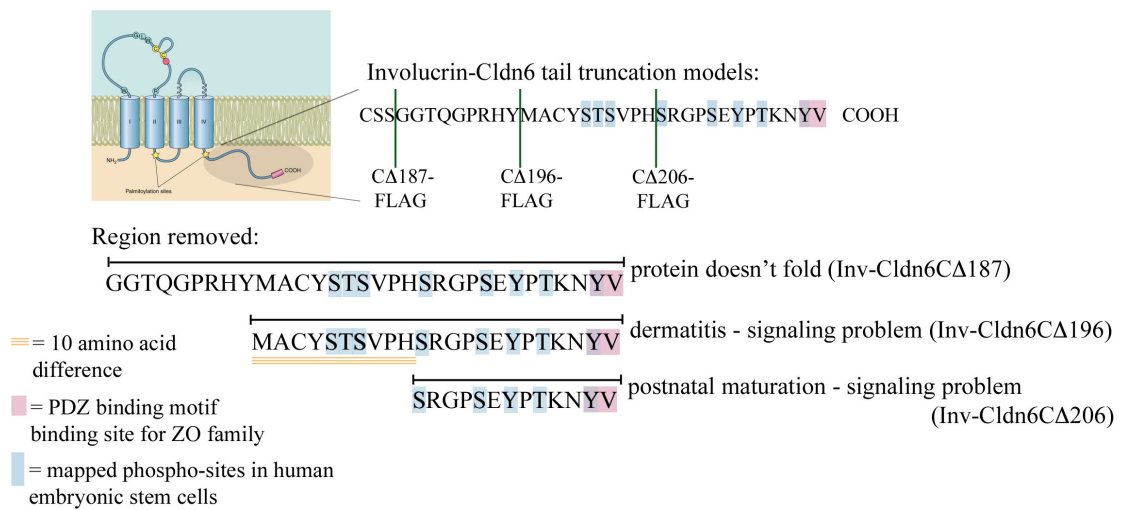 Involucrin-Cldn6 tail truncation models:
CSSGGTQGPRHYMACYSTSVPHSRGPSEYPTKNYV COOH
CΔ187-
FLAG
CΔ196-
FLAG
CΔ206-
FLAG
I
II
III
IV
NH2
COOH
Palmitoylation sites
Region removed:
GGTQGPRHYMACYSTSVPHSRGPSEYPTKNYV
protein doesn't fold (Inv-Cldn6CΔ187)
MACYSTSVPHSRGPSEYPTKNYV
dermatitis - signaling problem (Inv-Cldn6CΔ196)
SRGPSEYPTKNYV
postnatal maturation - signaling problem
(Inv-Cldn6CΔ206)
= 10 amino acid
difference
= PDZ binding motif
binding site for ZO family
= mapped phospho-sites in human
embryonic stem cells